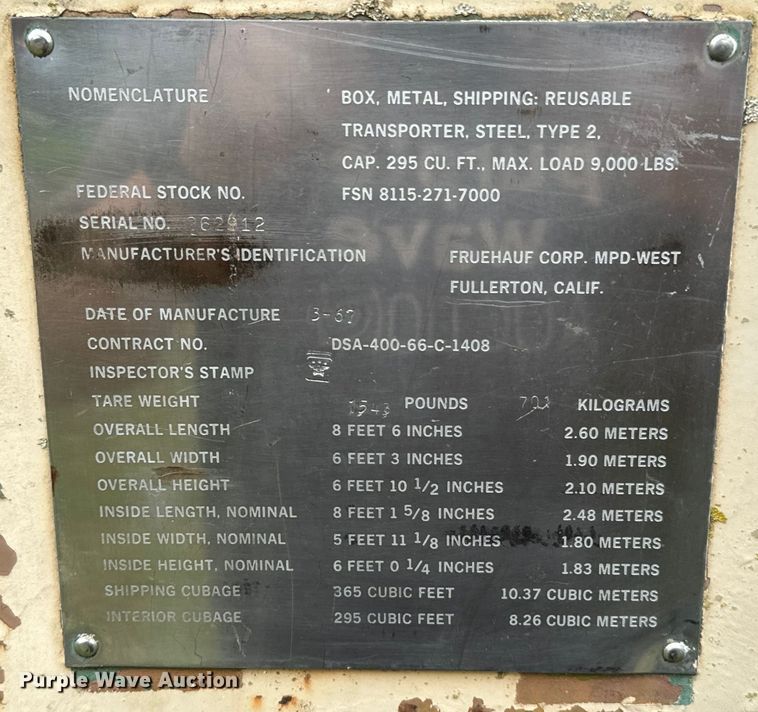 NOMENCLATURE BOX, METAL, SHIPPING: REUSABLE
TRANSPORTER, STEEL, TYPE 2,
CAP. 295 CU. FT., MAX. LOAD 9,000 LBS.
FEDERAL STOCK NO. FSN 8115-271-7000
SERIAL NO.
MANUFACTURER'S IDENTIFICATION FRUEHAUF CORP. MPD-WEST
FULLERTON, CALIF.
DATE OF MANUFACTURE 3-67
CONTRACT NO. DSA-400-66-C-1408
INSPECTOR'S STAMP
TARE WEIGHT POUNDS KILOGRAMS
OVERALL LENGTH 8 FEET 6 INCHES 2.60 METERS
OVERALL WIDTH 6 FEET 3 INCHES 1.90 METERS
OVERALL HEIGHT 6 FEET 10 1/2 INCHES 2.10 METERS
INSIDE LENGTH, NOMINAL 8 FEET 1 5/8 INCHES 2.48 METERS
INSIDE WIDTH, NOMINAL 5 FEET 11 1/8 INCHES 1.80 METERS
INSIDE HEIGHT, NOMINAL 6 FEET 0 1/4 INCHES 1.83 METERS
SHIPPING CUBAGE 365 CUBIC FEET 10.37 CUBIC METERS
INTERIOR CUBAGE 295 CUBIC FEET 8.26 CUBIC METERS
Purple Wave Auction